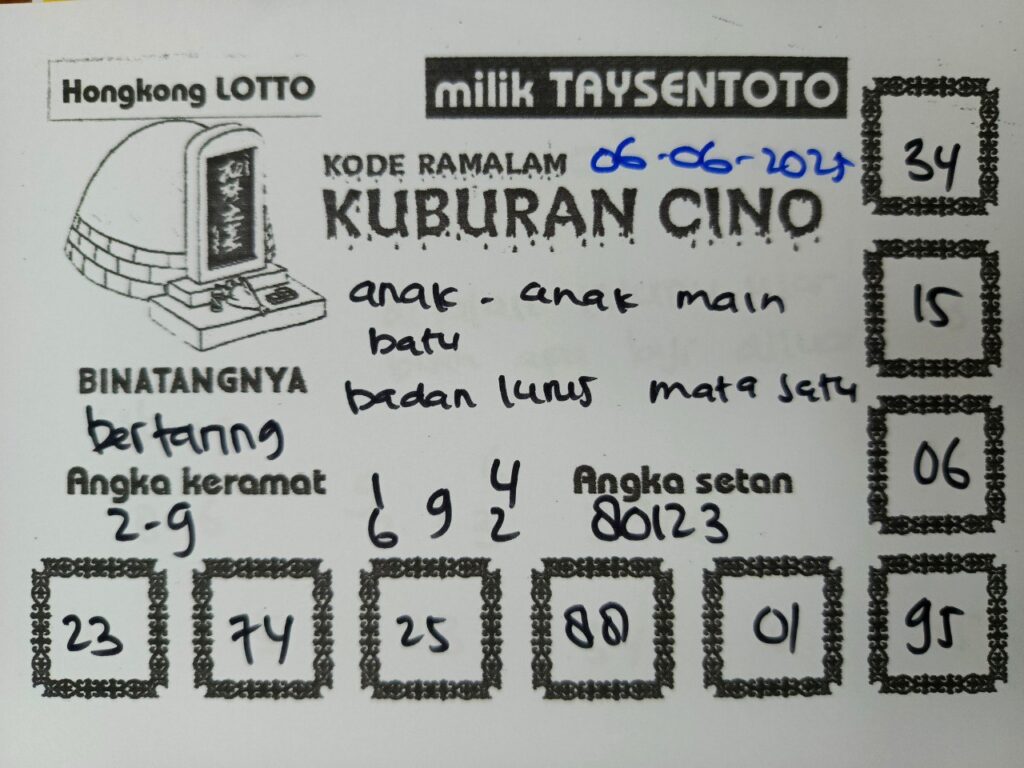 Hongkong LOTTO
milik TAYSENTOTO
KODE RAMALAM 06-06-2025
KUBURAN CINO
anak - anak main
batu
badan lurus mata satu
BINATANGNYA
bertaring
Angka keramat
2-9
1 9 4
6 2
Angka setan
80123
34
15
06
23 74 25 88 01 95